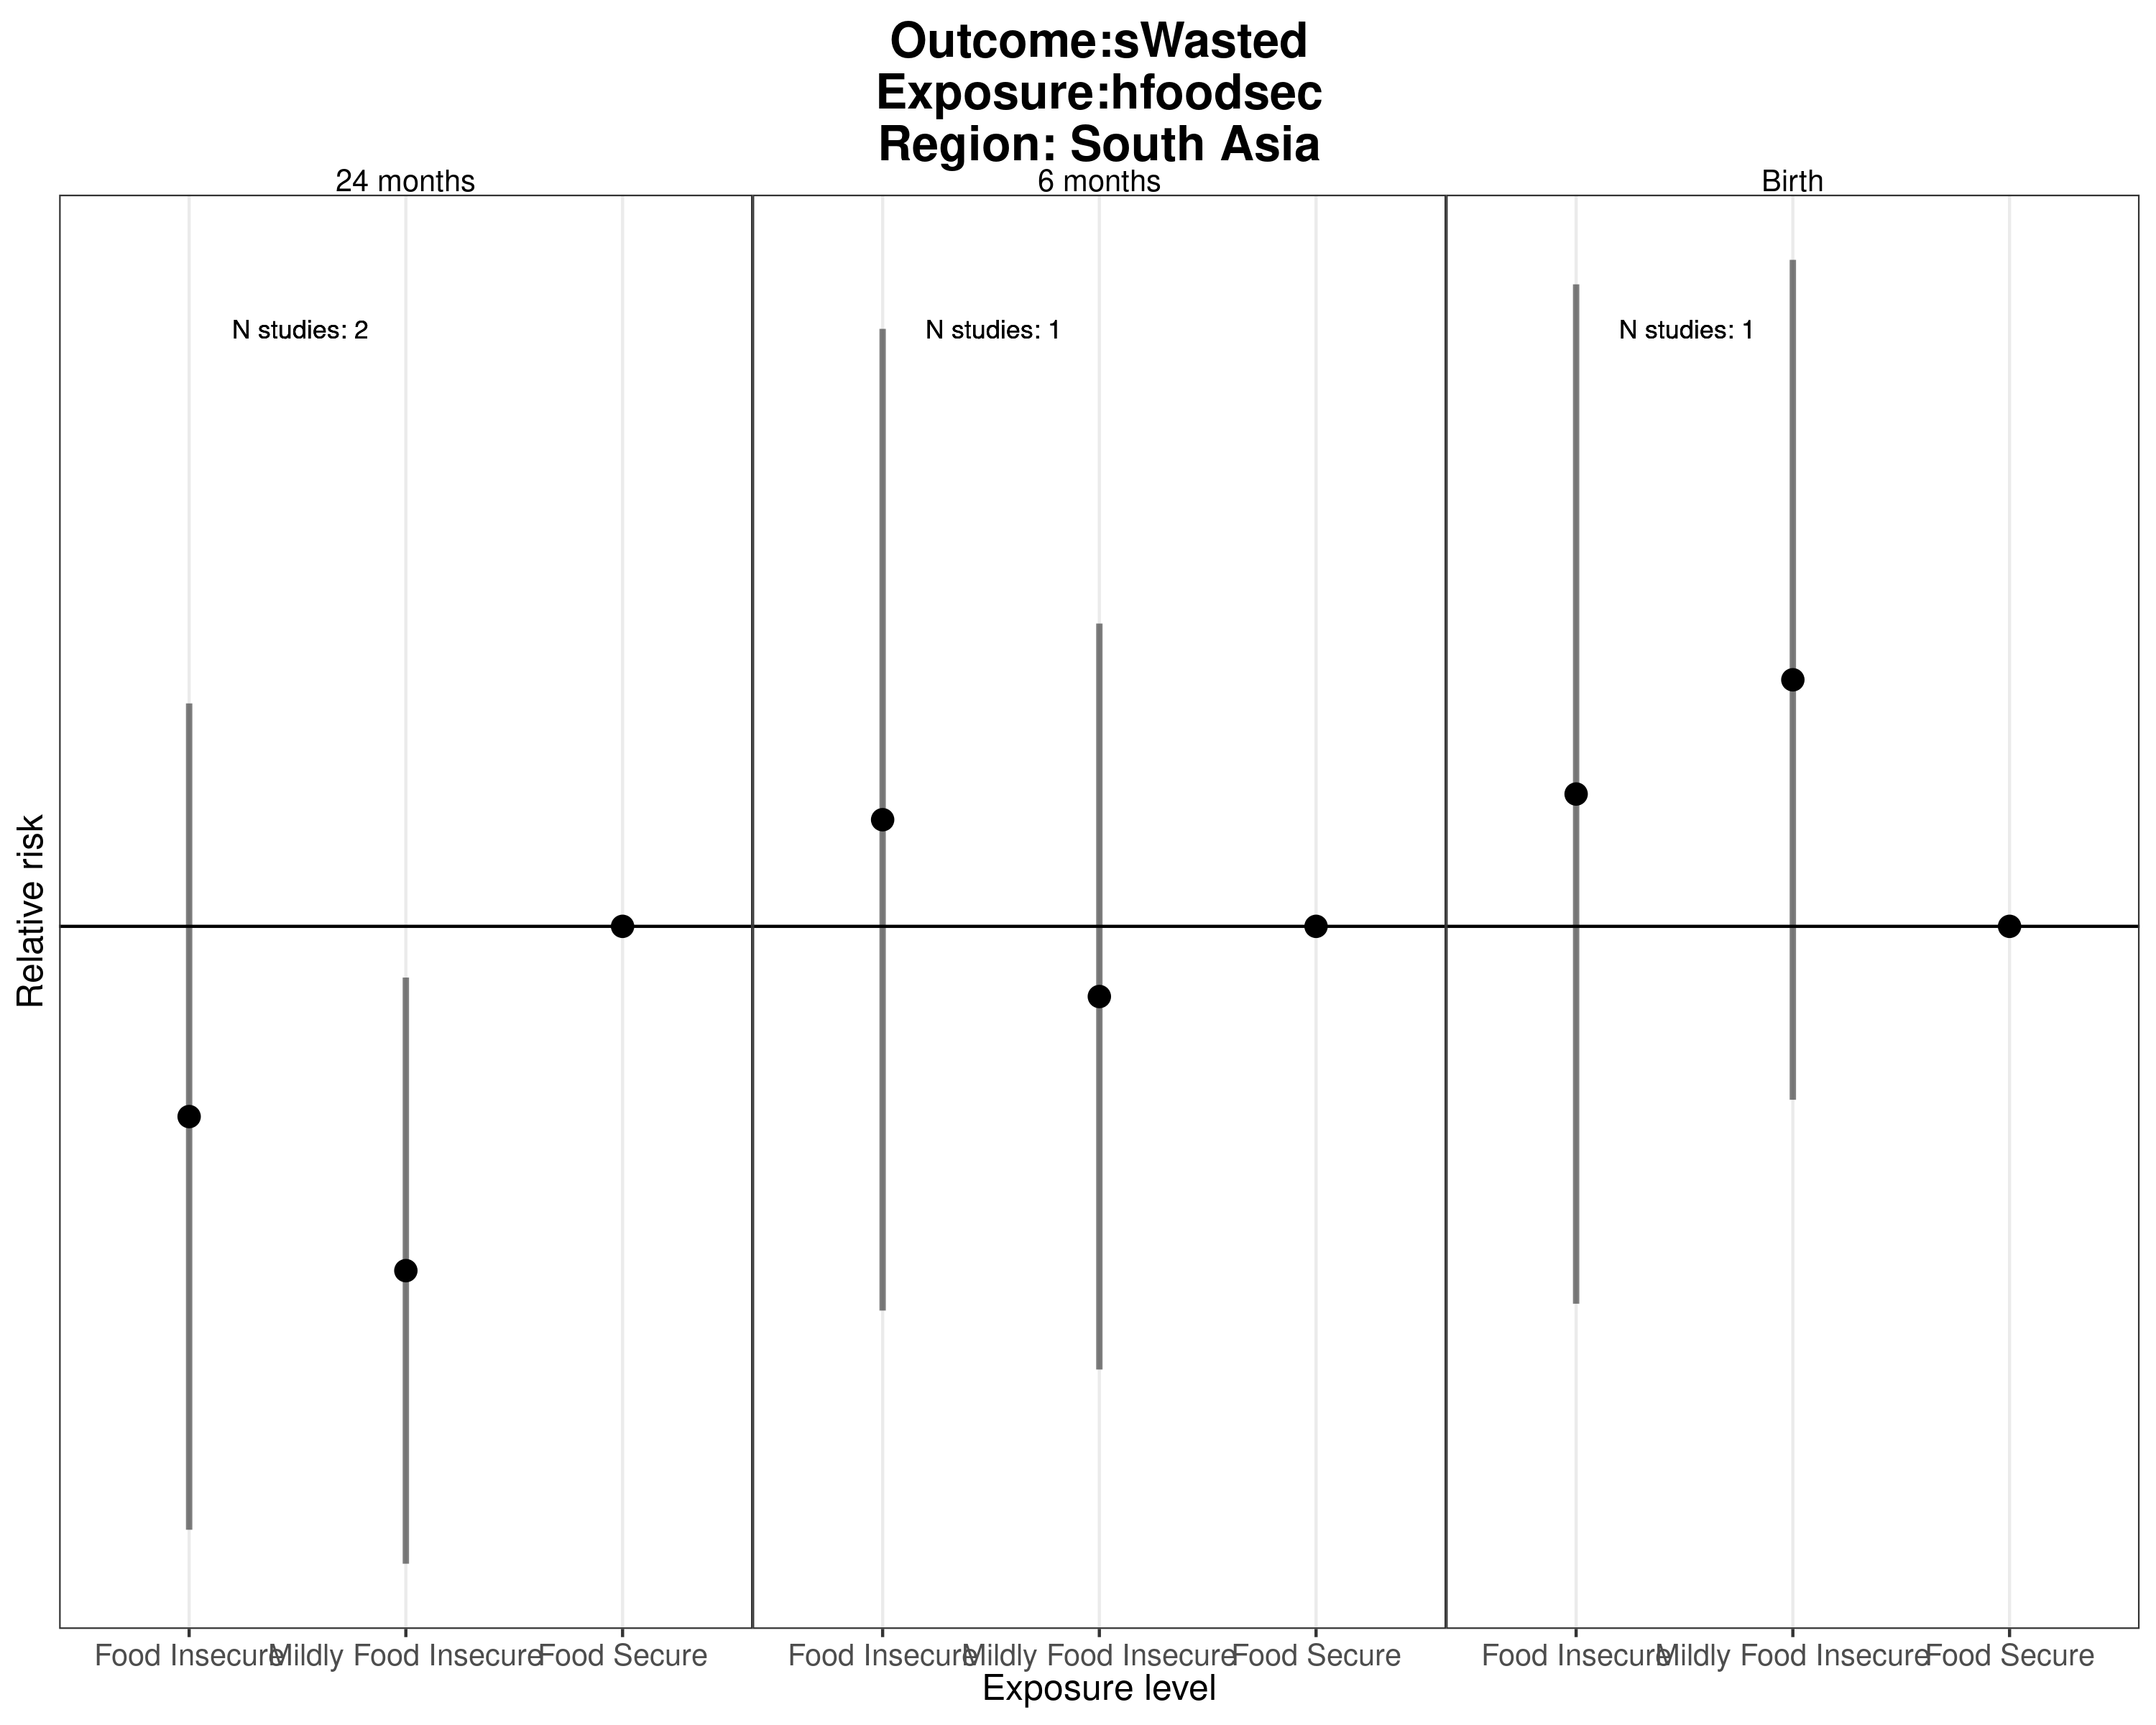 Outcome:sWasted
Exposure:hfoodsec
Region: South Asia
24 months
6 months
Birth
N studies: 2
N studies: 1
N studies: 1
Relative risk
Food Insecure Mildly Food Insecure Food Secure
Food Insecure Mildly Food Insecure Food Secure
Food Insecure Mildly Food Insecure Food Secure
Exposure level